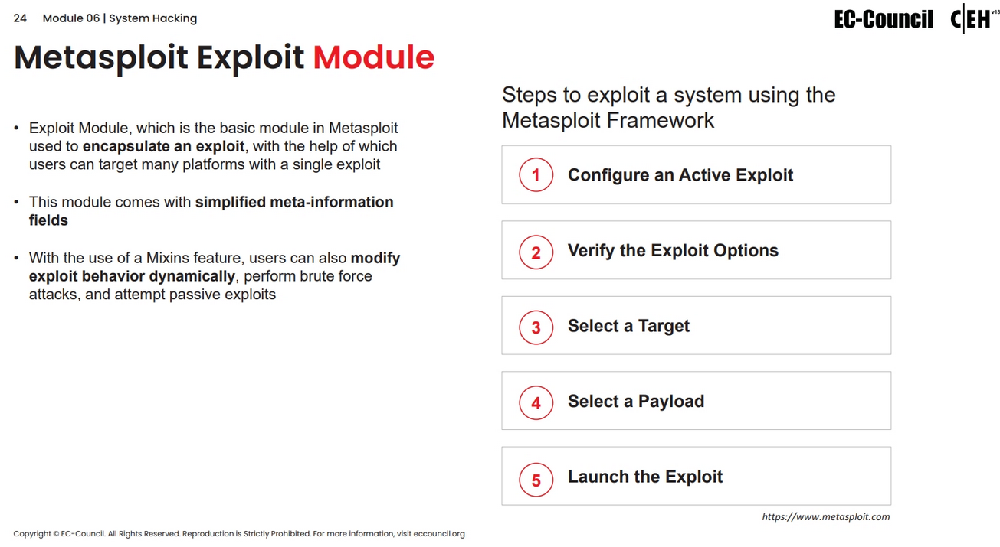 24 Module 06 | System Hacking
EC-Council C|EH v13
Metasploit Exploit Module
• Exploit Module, which is the basic module in Metasploit
used to encapsulate an exploit, with the help of which
users can target many platforms with a single exploit
• This module comes with simplified meta-information
fields
• With the use of a Mixins feature, users can also modify
exploit behavior dynamically, perform brute force
attacks, and attempt passive exploits
Steps to exploit a system using the
Metasploit Framework
1 Configure an Active Exploit
2 Verify the Exploit Options
3 Select a Target
4 Select a Payload
5 Launch the Exploit
https://www.metasploit.com
Copyright © EC-Council. All Rights Reserved. Reproduction is Strictly Prohibited. For more information, visit eccouncil.org